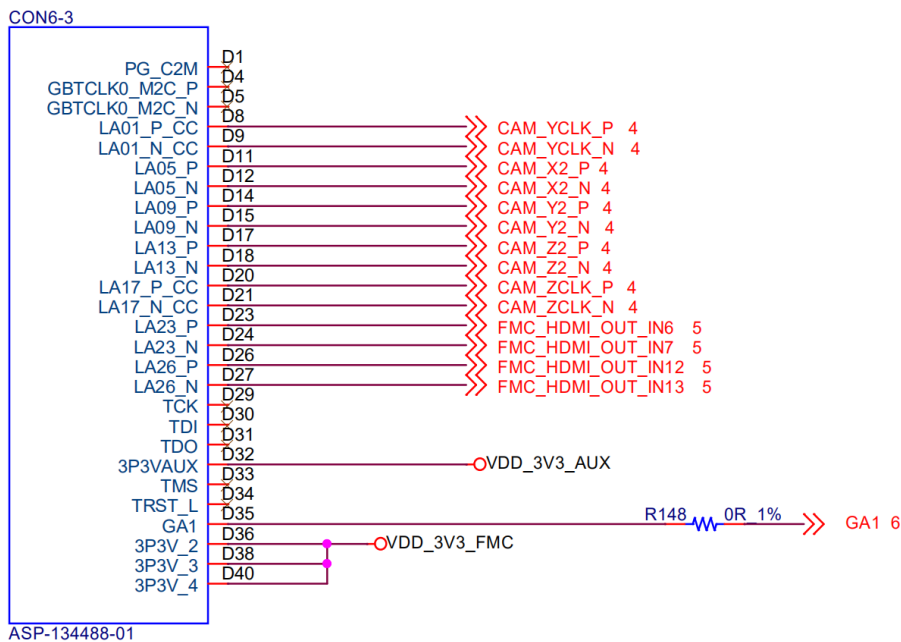 CON6-3
PG_C2M D1
GBTCLK0_M2C_P D4
GBTCLK0_M2C_N D5
LA01_P_CC D8 CAM_YCLK_P 4
LA01_N_CC D9 CAM_YCLK_N 4
LA05_P D11 CAM_X2_P 4
LA05_N D12 CAM_X2_N 4
LA09_P D14 CAM_Y2_P 4
LA09_N D15 CAM_Y2_N 4
LA13_P D17 CAM_Z2_P 4
LA13_N D18 CAM_Z2_N 4
LA17_P_CC D20 CAM_ZCLK_P 4
LA17_N_CC D21 CAM_ZCLK_N 4
LA23_P D23 FMC_HDMI_OUT_IN6 5
LA23_N D24 FMC_HDMI_OUT_IN7 5
LA26_P D26 FMC_HDMI_OUT_IN12 5
LA26_N D27 FMC_HDMI_OUT_IN13 5
TCK D29
TDI D30
TDO D31
3P3VAUX D32 VDD_3V3_AUX
TMS D33
TRST_L D34
GA1 D35 R148 0R_1% GA1 6
3P3V_2 D36 VDD_3V3_FMC
3P3V_3 D38
3P3V_4 D40
ASP-134488-01